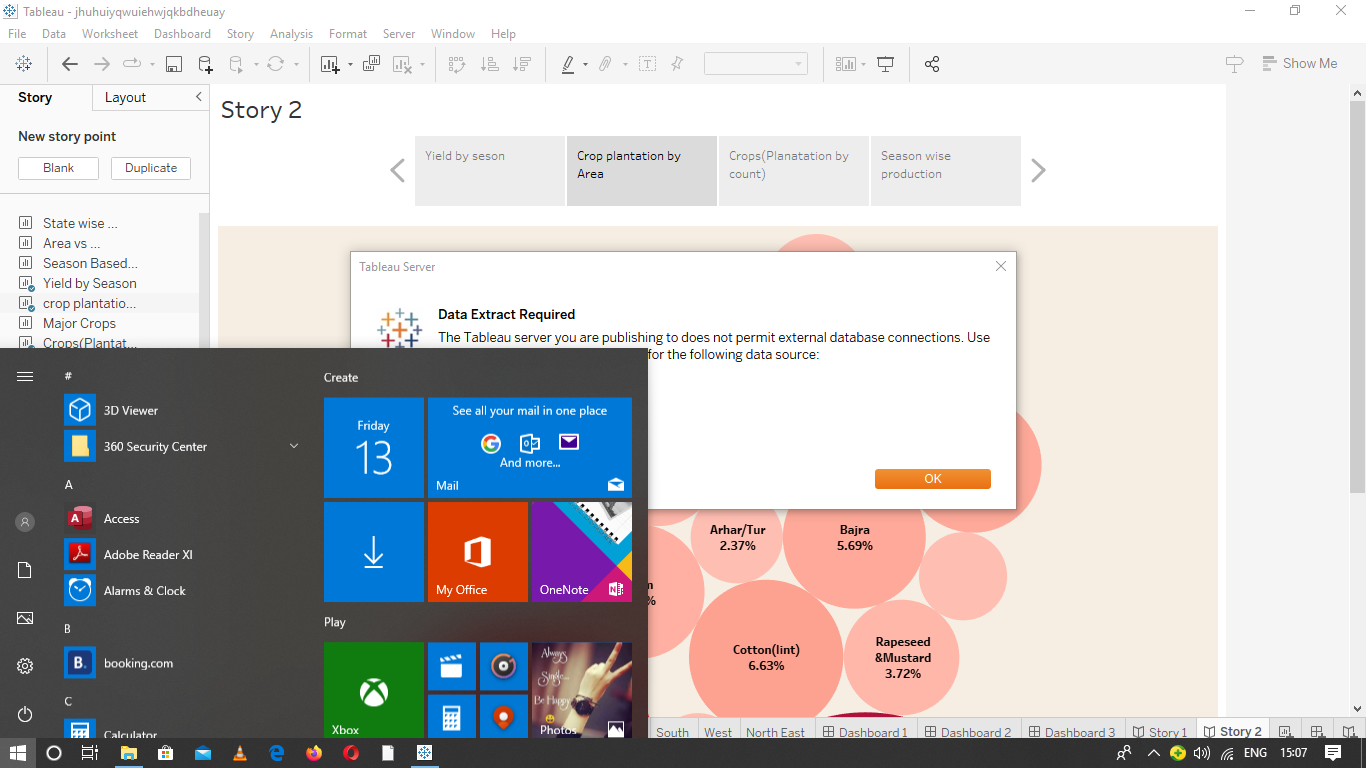 Tableau - jhuhuiyqwuiehwjqkbdheuay
File Data Worksheet Dashboard Story Analysis Format Server Window Help
Show Me
Story Layout
New story point
Blank Duplicate
State wise ...
Area vs ...
Season Based...
Yield by Season
crop plantatio...
Major Crops
Crops(Plantat...
Story 2
Yield by seson
Crop plantation by
Area
Crops(Planatation by
count)
Season wise
production
Tableau Server
Data Extract Required
The Tableau server you are publishing to does not permit external database connections. Use
for the following data source:
OK
Arhar/Tur
2.37%
Bajra
5.69%
Cotton(lint)
6.63%
Rapeseed
&Mustard
3.72%
#
3D Viewer
360 Security Center
A
Access
Adobe Reader XI
Alarms & Clock
B
booking.com
C
Calculator
Create
Friday
13
See all your mail in one place
And more...
Mail
My Office
OneNote
Play
Xbox
Always
Be Happy
Photos
South West North East Dashboard 1 Dashboard 2 Dashboard 3 Story 1 Story 2
ENG 15:07